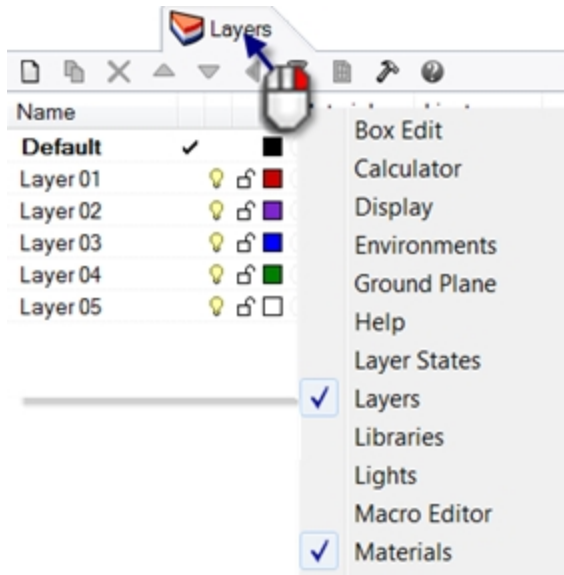 Layers
Name
Default
Layer 01
Layer 02
Layer 03
Layer 04
Layer 05
Box Edit
Calculator
Display
Environments
Ground Plane
Help
Layer States
Layers
Libraries
Lights
Macro Editor
Materials